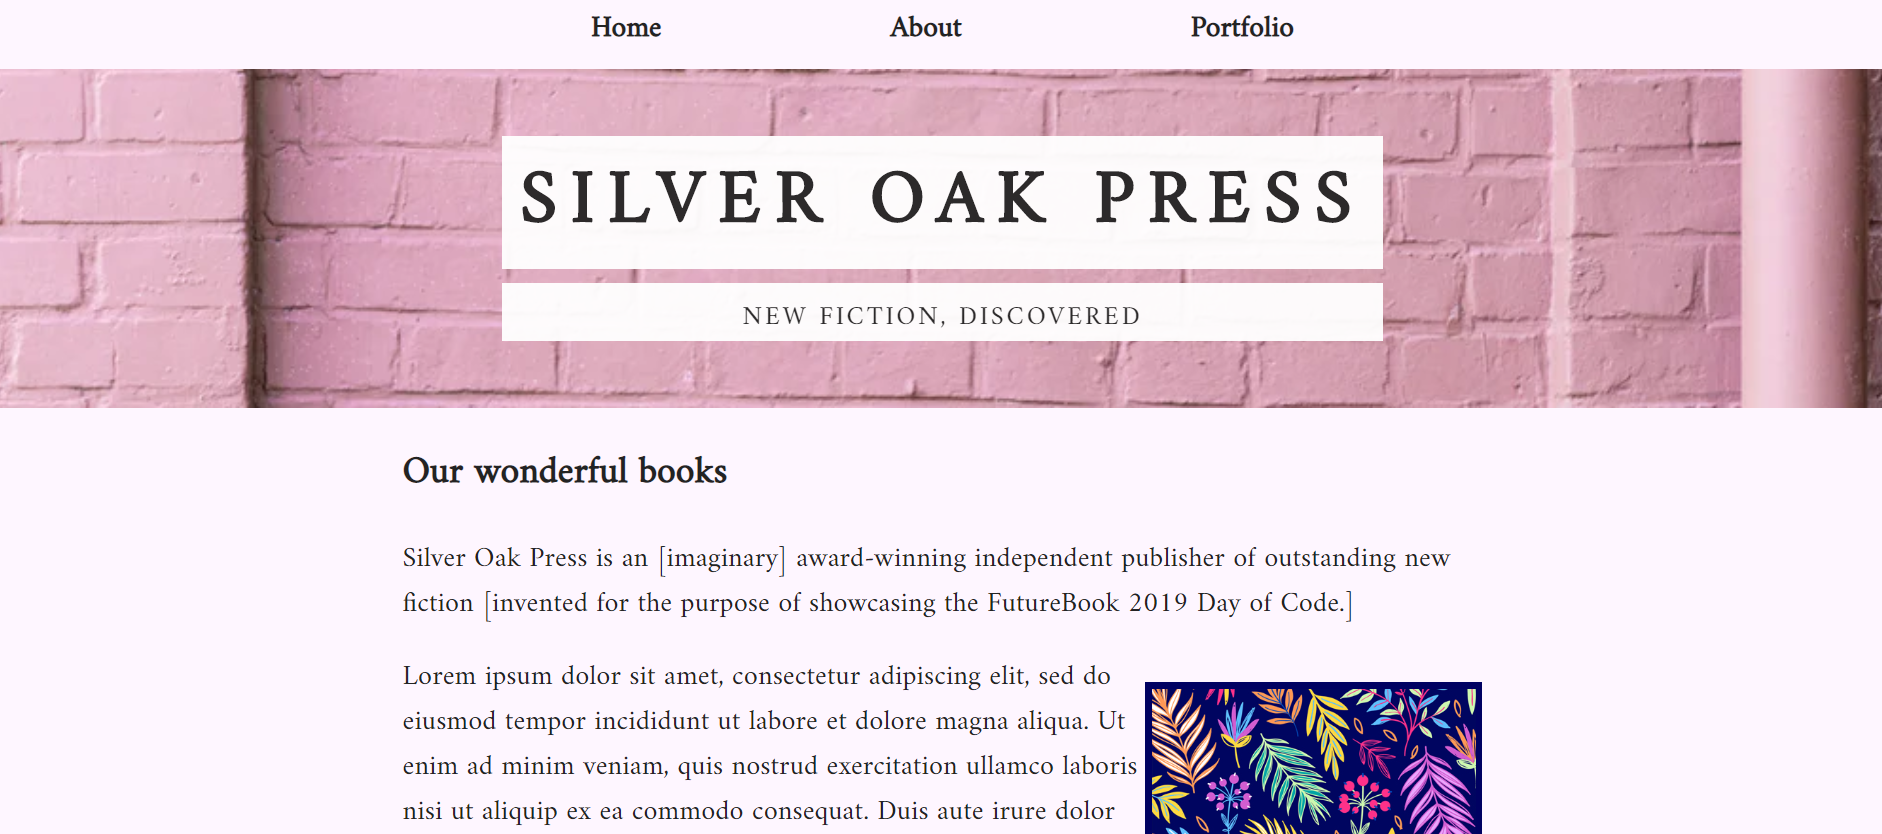 Home About Portfolio
SILVER OAK PRESS
NEW FICTION, DISCOVERED
Our wonderful books
Silver Oak Press is an [imaginary] award-winning independent publisher of outstanding new
fiction [invented for the purpose of showcasing the FutureBook 2019 Day of Code.]
Lorem ipsum dolor sit amet, consectetur adipiscing elit, sed do
eiusmod tempor incididunt ut labore et dolore magna aliqua. Ut
enim ad minim veniam, quis nostrud exercitation ullamco laboris
nisi ut aliquip ex ea commodo consequat. Duis aute irure dolor